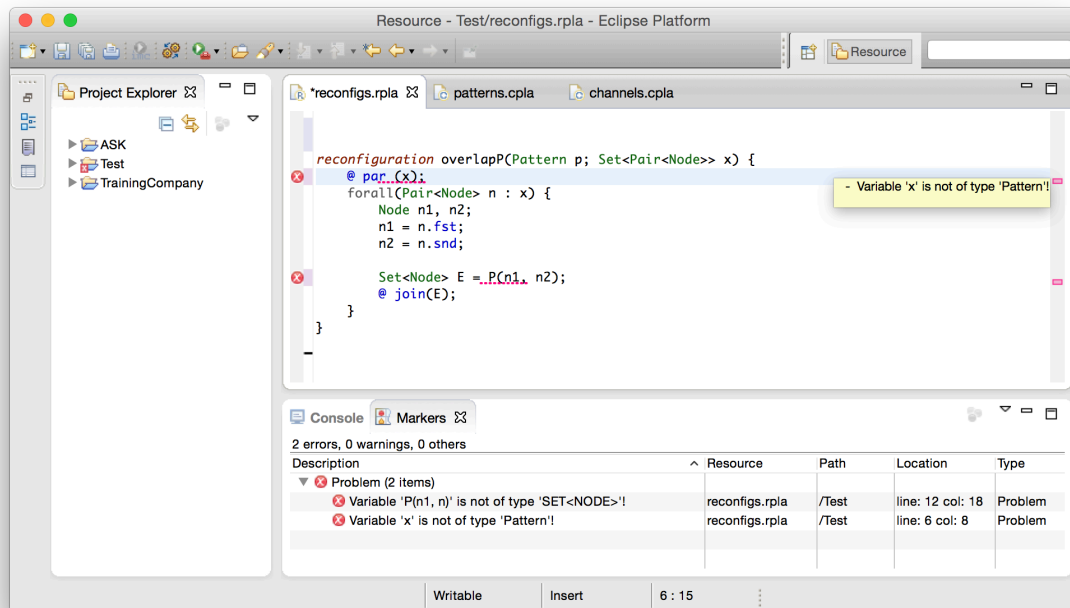 Resource - Test/reconfigs.rpla - Eclipse Platform
Resource
Project Explorer
*reconfigs.rpla
patterns.cpla
channels.cpla
ASK
Test
TrainingCompany
reconfiguration overlapP(Pattern p; Set<Pair<Node>> x) {
@ par (x);
forall(Pair<Node> n : x) {
Node n1, n2;
n1 = n.fst;
n2 = n.snd;
Set<Node> E = P(n1, n2);
@ join(E);
}
}
- Variable 'x' is not of type 'Pattern'!
Console
Markers
2 errors, 0 warnings, 0 others
Description Resource Path Location Type
Problem (2 items)
Variable 'P(n1, n)' is not of type 'SET<NODE>'! reconfigs.rpla /Test line: 12 col: 18 Problem
Variable 'x' is not of type 'Pattern'! reconfigs.rpla /Test line: 6 col: 8 Problem
Writable Insert 6 : 15